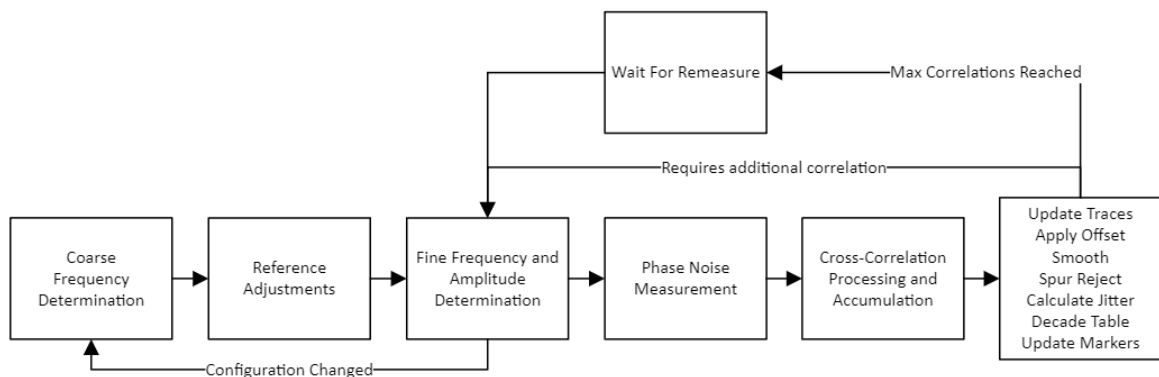 Wait For Remeasure
Max Correlations Reached
Requires additional correlation
Coarse
Frequency
Determination
Reference
Adjustments
Fine Frequency and
Amplitude
Determination
Phase Noise
Measurement
Cross-Correlation
Processing and
Accumulation
Update Traces
Apply Offset
Smooth
Spur Reject
Calculate Jitter
Decade Table
Update Markers
Configuration Changed